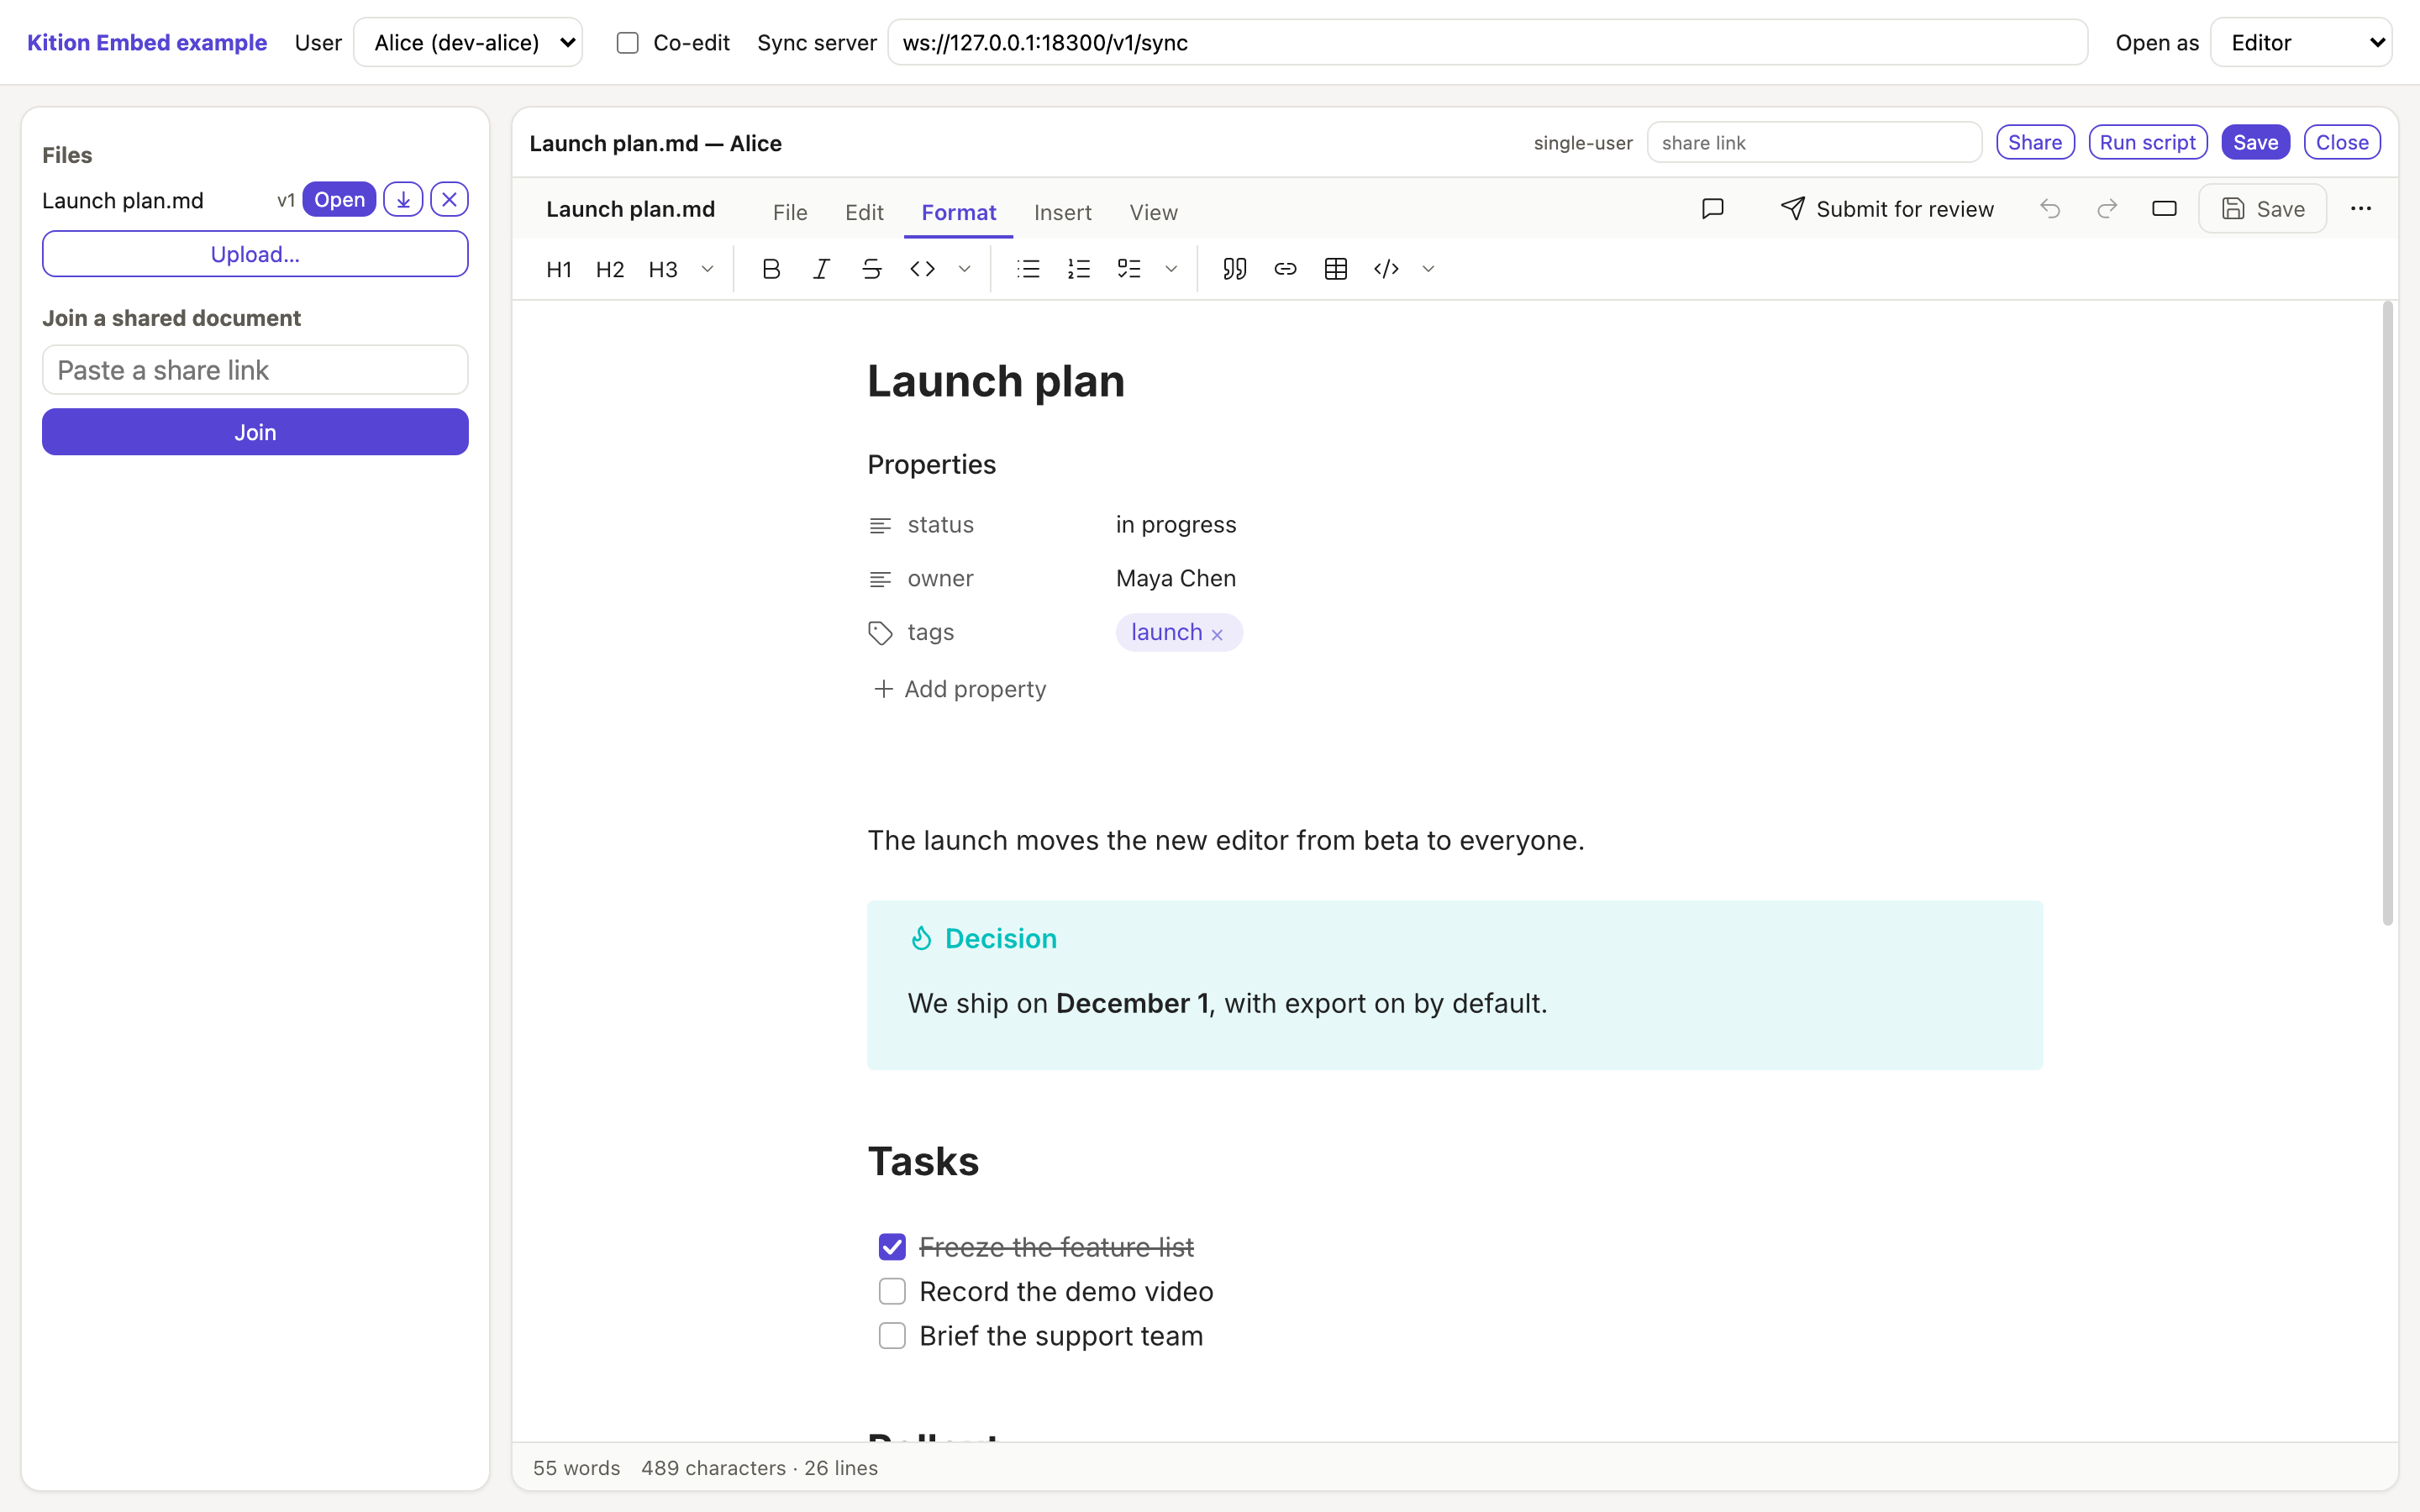 Kition Embed example User Alice (dev-alice) Co-edit Sync server ws://127.0.0.1:18300/v1/sync Open as Editor
Files
Launch plan.md v1 Open
Upload...
Join a shared document
Paste a share link
Join
Launch plan.md — Alice single-user share link Share Run script Save Close
Launch plan.md File Edit Format Insert View Submit for review Save
H1 H2 H3
Launch plan
Properties
status in progress
owner Maya Chen
tags launch
Add property
The launch moves the new editor from beta to everyone.
Decision
We ship on December 1, with export on by default.
Tasks
Freeze the feature list
Record the demo video
Brief the support team
55 words 489 characters · 26 lines